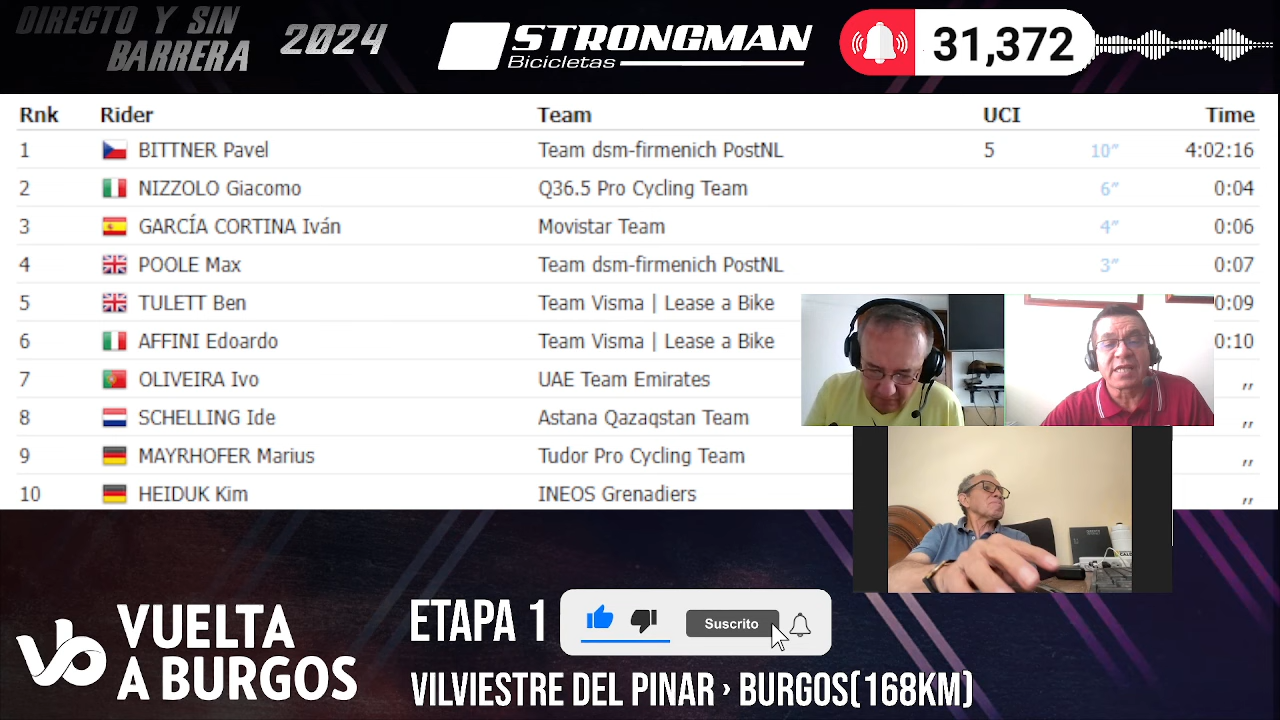 DIRECTO Y SIN
BARRERA
2024
STRONGMAN
Bicicletas
31,372
Rnk Rider Team UCI Time
1 BITTNER Pavel Team dsm-firmenich PostNL 5 10″ 4:02:16
2 NIZZOLO Giacomo Q36.5 Pro Cycling Team 6″ 0:04
3 GARCÍA CORTINA Iván Movistar Team 4″ 0:06
4 POOLE Max Team dsm-firmenich PostNL 3″ 0:07
5 TULETT Ben Team Visma | Lease a Bike 0:09
6 AFFINI Edoardo Team Visma | Lease a Bike 0:10
7 OLIVEIRA Ivo UAE Team Emirates ,,
8 SCHELLING Ide Astana Qazaqstan Team ,,
9 MAYRHOFER Marius Tudor Pro Cycling Team ,,
10 HEIDUK Kim INEOS Grenadiers ,,
vb VUELTA
A BURGOS
ETAPA 1
Suscrito
VILVIESTRE DEL PINAR › BURGOS(168KM)